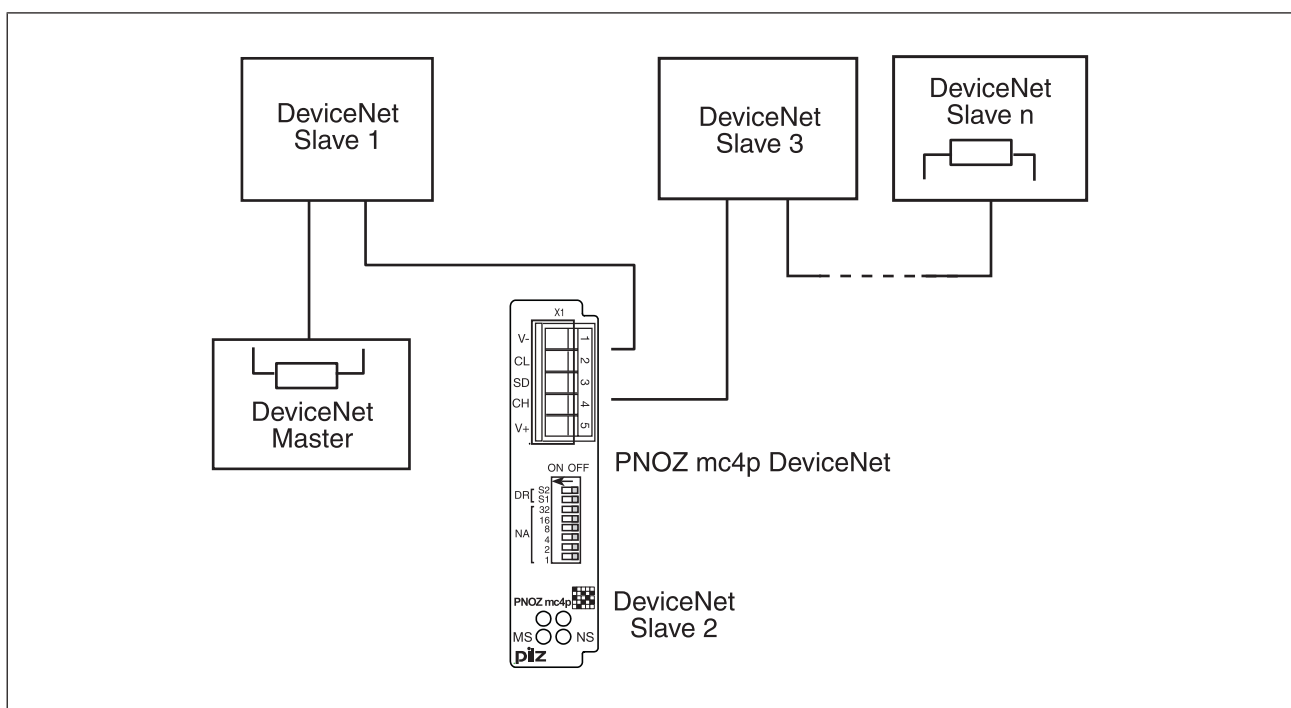 DeviceNet
Slave 1
DeviceNet
Slave 3
DeviceNet
Slave n
DeviceNet
Master
X1
V- 1
CL 2
SD 3
CH 4
V+ 5
PNOZ mc4p DeviceNet
ON OFF
DR S2
S1
NA 32
16
8
4
2
1
PNOZ mc4p
MS NS
pilz
DeviceNet
Slave 2